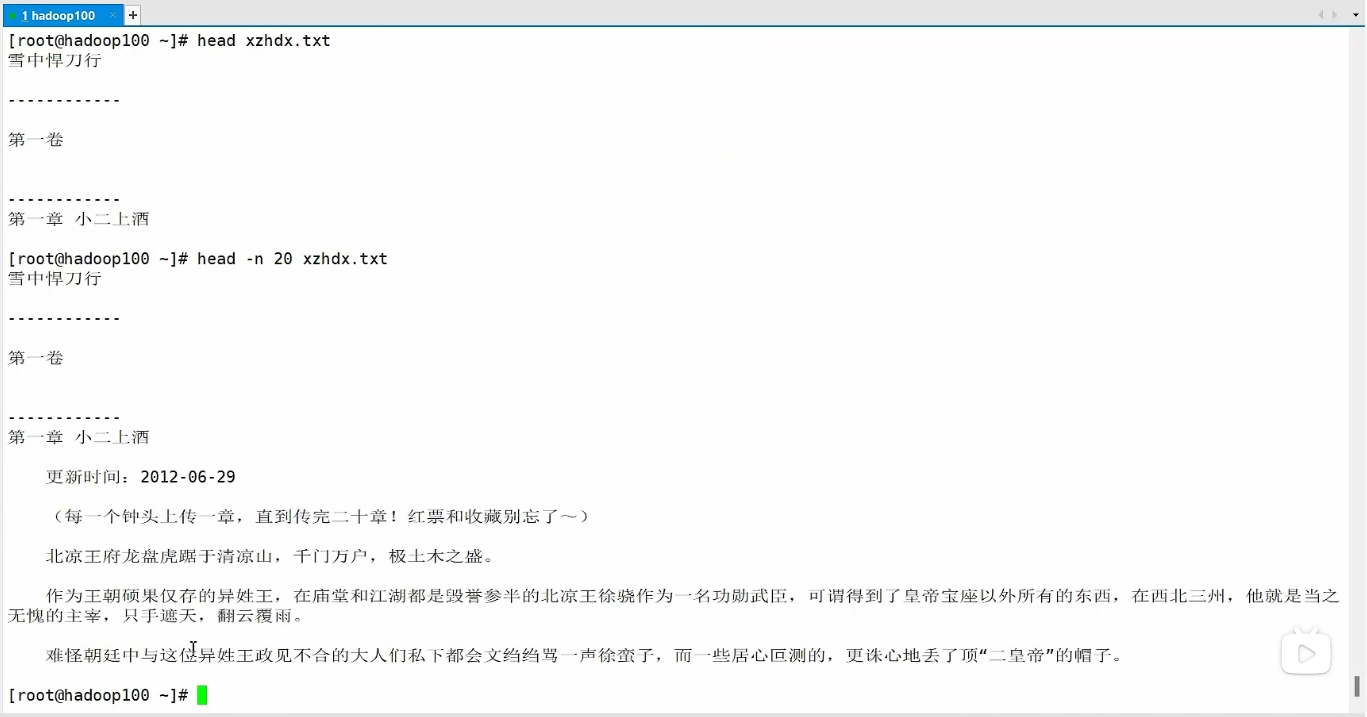 1 hadoop100
[root@hadoop100 ~]# head xzhdx.txt
雪中悍刀行
------------
第一卷
------------
第一章 小二上酒
[root@hadoop100 ~]# head -n 20 xzhdx.txt
雪中悍刀行
------------
第一卷
------------
第一章 小二上酒
更新时间：2012-06-29
（每一个钟头上传一章，直到传完二十章！红票和收藏别忘了～）
北凉王府龙盘虎踞于清凉山，千门万户，极土木之盛。
作为王朝硕果仅存的异姓王，在庙堂和江湖都是毁誉参半的北凉王徐骁作为一名功勋武臣，可谓得到了皇帝宝座以外所有的东西，在西北三州，他就是当之
无愧的主宰，只手遮天，翻云覆雨。
难怪朝廷中与这位异姓王政见不合的大人们私下都会文绉绉骂一声徐蛮子，而一些居心叵测的，更诛心地丢了顶“二皇帝”的帽子。
[root@hadoop100 ~]#